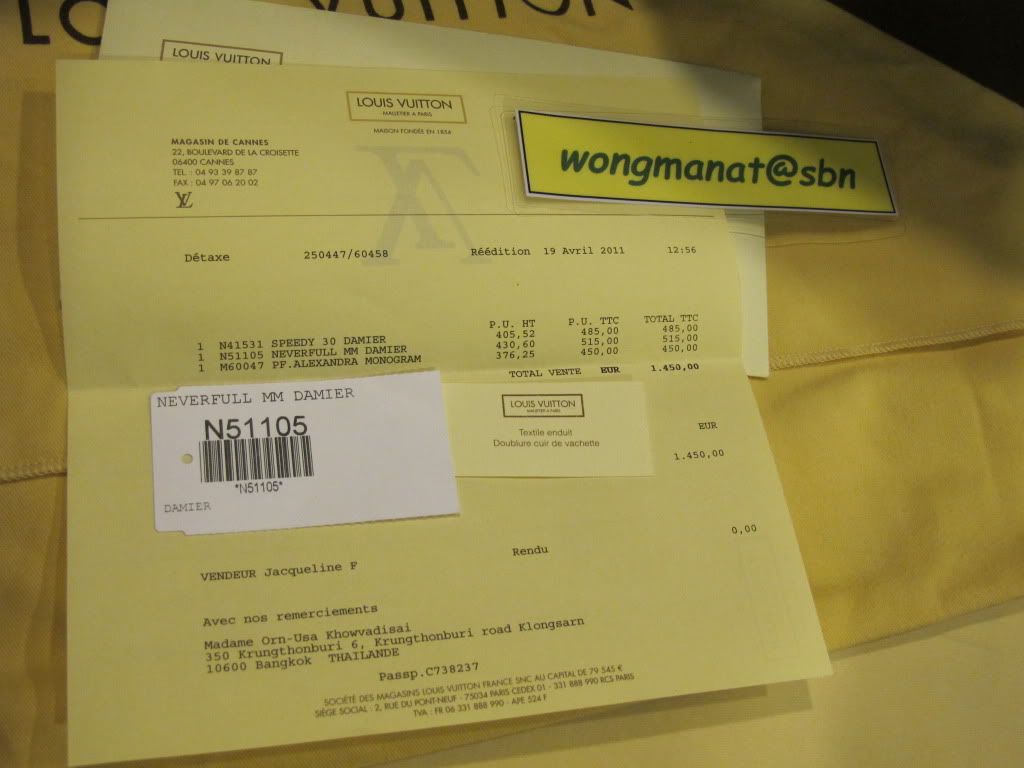 LOUIS VUITTON
LOUIS VUITTON
LOUIS VUITTON
MALLETIER A PARIS
MAISON FONDÉE EN 1854
wongmanat@sbn
MAGASIN DE CANNES
22, BOULEVARD DE LA CROISETTE
06400 CANNES
TEL : 04 93 39 87 87
FAX : 04 97 06 20 02
LV
Détaxe 250447/60458 Réédition 19 Avril 2011 12:56
P.U. HT P.U. TTC TOTAL TTC
1 N41531 SPEEDY 30 DAMIER 405,52 485,00 485,00
1 N51105 NEVERFULL MM DAMIER 430,60 515,00 515,00
1 M60047 PF.ALEXANDRA MONOGRAM 376,25 450,00 450,00
TOTAL VENTE EUR 1.450,00
NEVERFULL MM DAMIER
N51105
*N51105*
DAMIER
LOUIS VUITTON
MALLETIER A PARIS
Textile enduit
Doublure cuir de vachette
EUR
1.450,00
Rendu 0,00
VENDEUR Jacqueline F
Avec nos remerciements
Madame Orn-Usa Khowvadisai
350 Krungthonburi 6, Krungthonburi road Klongsarn
10600 Bangkok THAILANDE
Passp.C738237
SOCIÉTÉ DES MAGASINS LOUIS VUITTON FRANCE SNC AU CAPITAL DE 79 545 €
SIÈGE SOCIAL : 2, RUE DU PONT-NEUF - 75034 PARIS CEDEX 01 - 331 888 990 RCS PARIS
TVA : FR 06 331 888 990 - APE 524 F